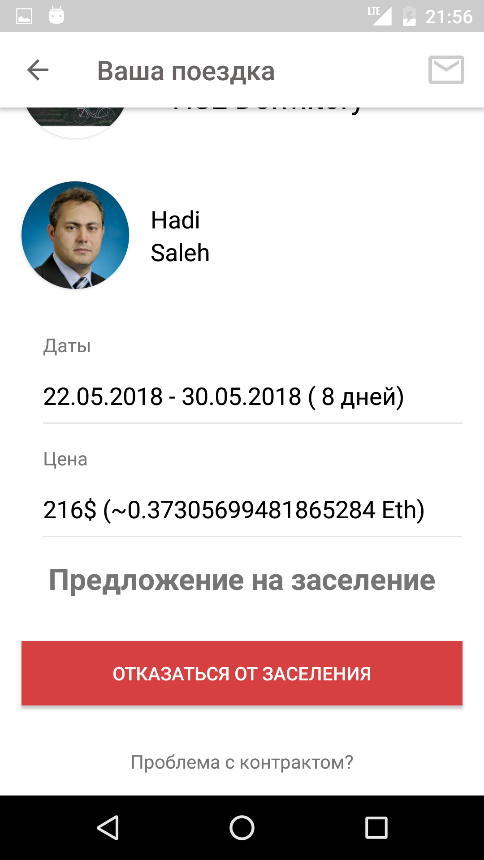 LTE 21:56
Ваша поездка
Dormitory
Hadi
Saleh
Даты
22.05.2018 - 30.05.2018 ( 8 дней)
Цена
216$ (~0.37305699481865284 Eth)
Предложение на заселение
ОТКАЗАТЬСЯ ОТ ЗАСЕЛЕНИЯ
Проблема с контрактом?